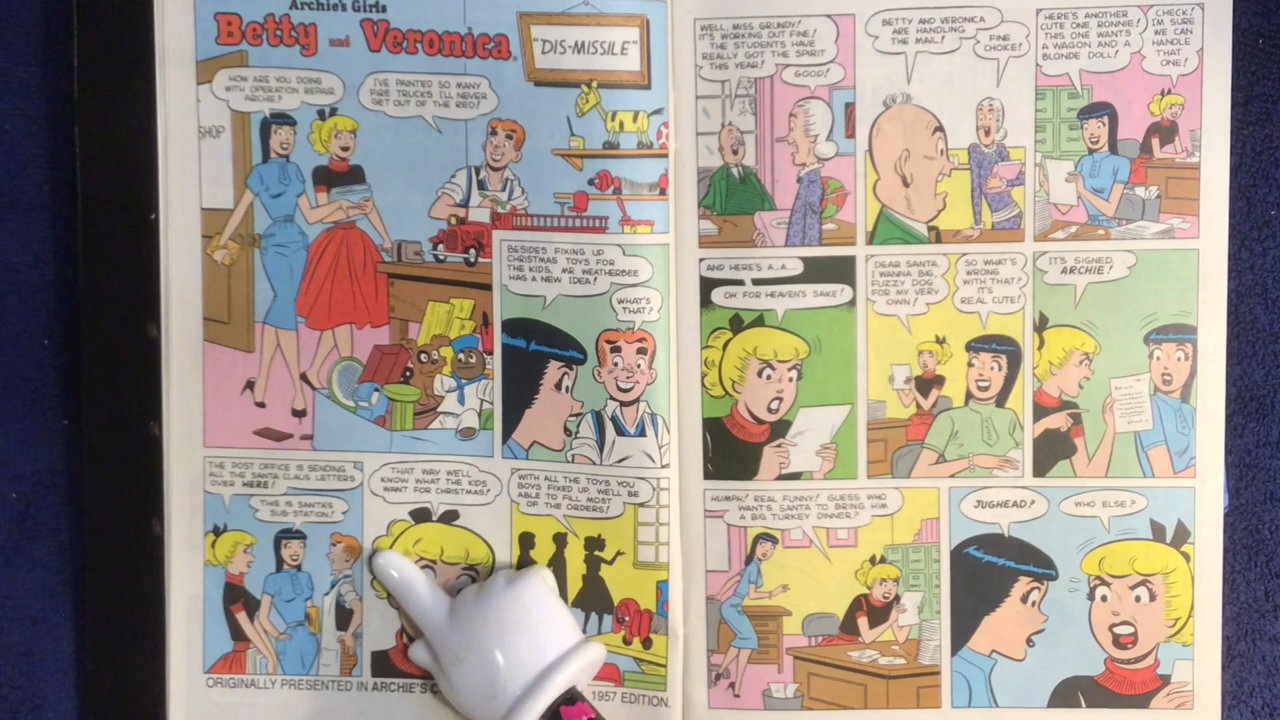 Archie's Girls
Betty and Veronica
"DIS-MISSILE"
HOW ARE YOU DOING
WITH OPERATION REPAIR,
ARCHIE?
I'VE PAINTED SO MANY
FIRE TRUCKS I'LL NEVER
GET OUT OF THE RED!
SHOP
BESIDES FIXING UP
CHRISTMAS TOYS FOR
THE KIDS, MR. WEATHERBEE
HAS A NEW IDEA!
WHAT'S
THAT?
THE POST OFFICE IS SENDING
ALL THE SANTA CLAUS LETTERS
OVER HERE!
THIS IS SANTA'S
SUB-STATION!
THAT WAY WE'LL
KNOW WHAT THE KIDS
WANT FOR CHRISTMAS!
WITH ALL THE TOYS YOU
BOYS FIXED UP, WE'LL BE
ABLE TO FILL MOST
OF THE ORDERS!
ORIGINALLY PRESENTED IN ARCHIE'S
1957 EDITION.
WELL, MISS GRUNDY!
IT'S WORKING OUT FINE!
THE STUDENTS HAVE
REALLY GOT THE SPIRIT
THIS YEAR!
GOOD!
BETTY AND VERONICA
ARE HANDLING
THE MAIL!
FINE
CHOICE!
HERE'S ANOTHER
CUTE ONE, RONNIE!
THIS ONE WANTS
A WAGON AND A
BLONDE DOLL!
CHECK!
I'M SURE
WE CAN
HANDLE
THAT
ONE!
AND HERE'S A..A...
OH, FOR HEAVEN'S SAKE!
DEAR SANTA,
I WANNA BIG,
FUZZY DOG
FOR MY VERY
OWN!
SO WHAT'S
WRONG
WITH THAT?
IT'S
REAL CUTE!
IT'S SIGNED,
ARCHIE!
HUMPH! REAL FUNNY! GUESS WHO
WANTS SANTA TO BRING HIM
A BIG TURKEY DINNER?
JUGHEAD?
WHO ELSE?